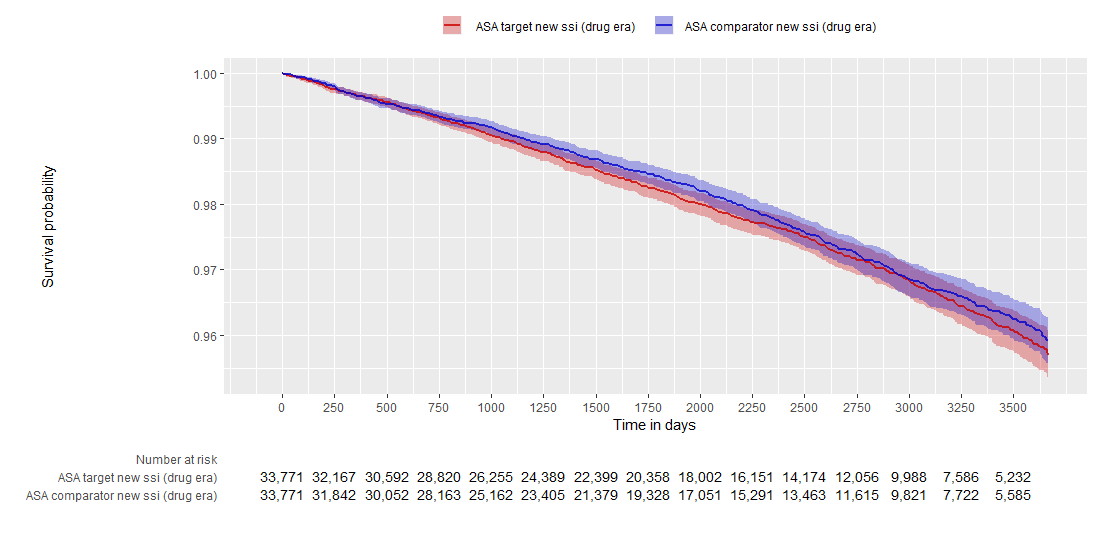 ASA target new ssi (drug era) ASA comparator new ssi (drug era)
1.00
0.99
0.98
0.97
0.96
Survival probability
0 250 500 750 1000 1250 1500 1750 2000 2250 2500 2750 3000 3250 3500
Time in days
Number at risk
ASA target new ssi (drug era) 33,771 32,167 30,592 28,820 26,255 24,389 22,399 20,358 18,002 16,151 14,174 12,056 9,988 7,586 5,232
ASA comparator new ssi (drug era) 33,771 31,842 30,052 28,163 25,162 23,405 21,379 19,328 17,051 15,291 13,463 11,615 9,821 7,722 5,585